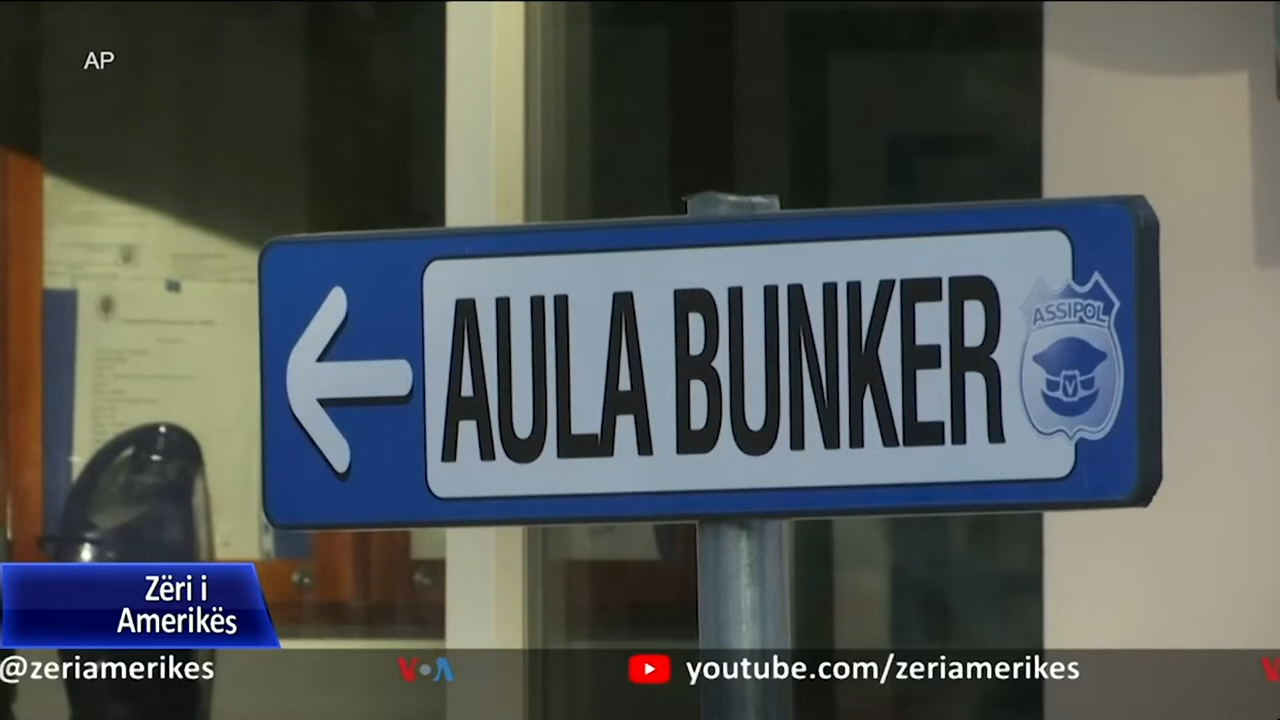 AP
AULA BUNKER
ASSIPOL
V
Zëri i
Amerikës
@zeriamerikes
VOA
youtube.com/zeriamerikes